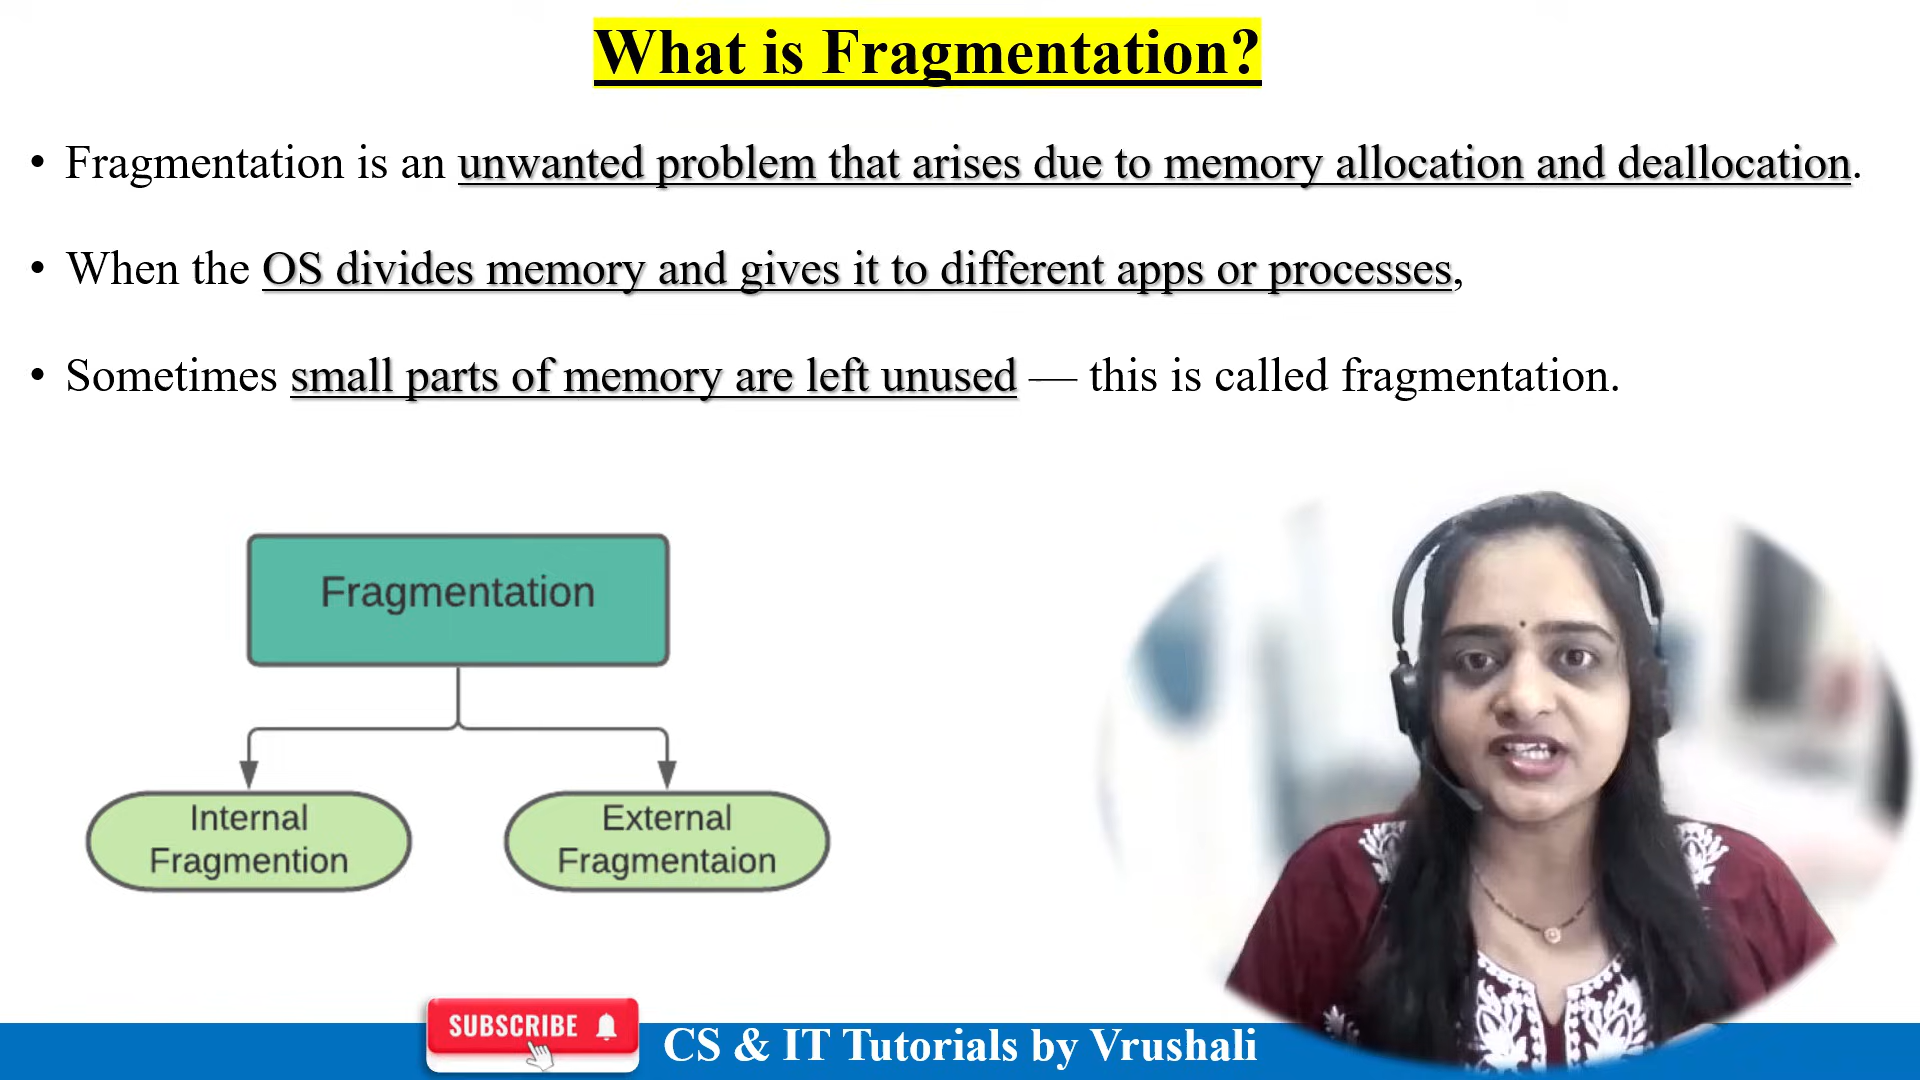 What is Fragmentation?
• Fragmentation is an unwanted problem that arises due to memory allocation and deallocation.
• When the OS divides memory and gives it to different apps or processes,
• Sometimes small parts of memory are left unused — this is called fragmentation.
Fragmentation
Internal
Fragmention
External
Fragmentaion
SUBSCRIBE
CS & IT Tutorials by Vrushali